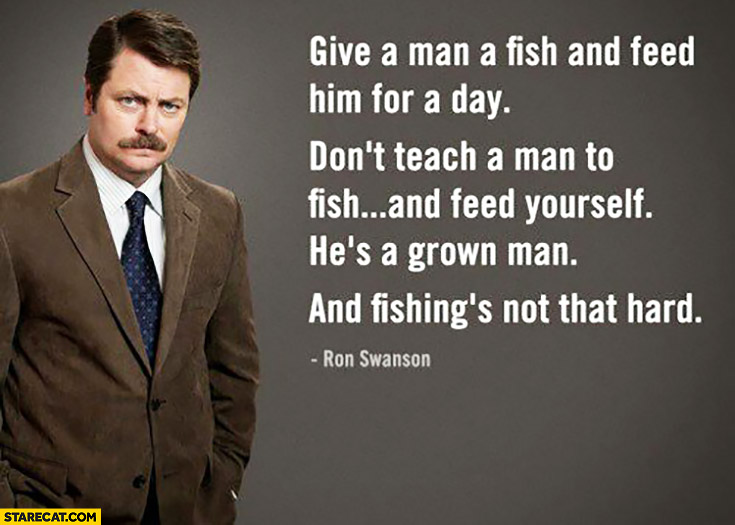 Give a man a fish and feed
him for a day.
Don't teach a man to
fish...and feed yourself.
He's a grown man.
And fishing's not that hard.
- Ron Swanson
STARECAT.COM